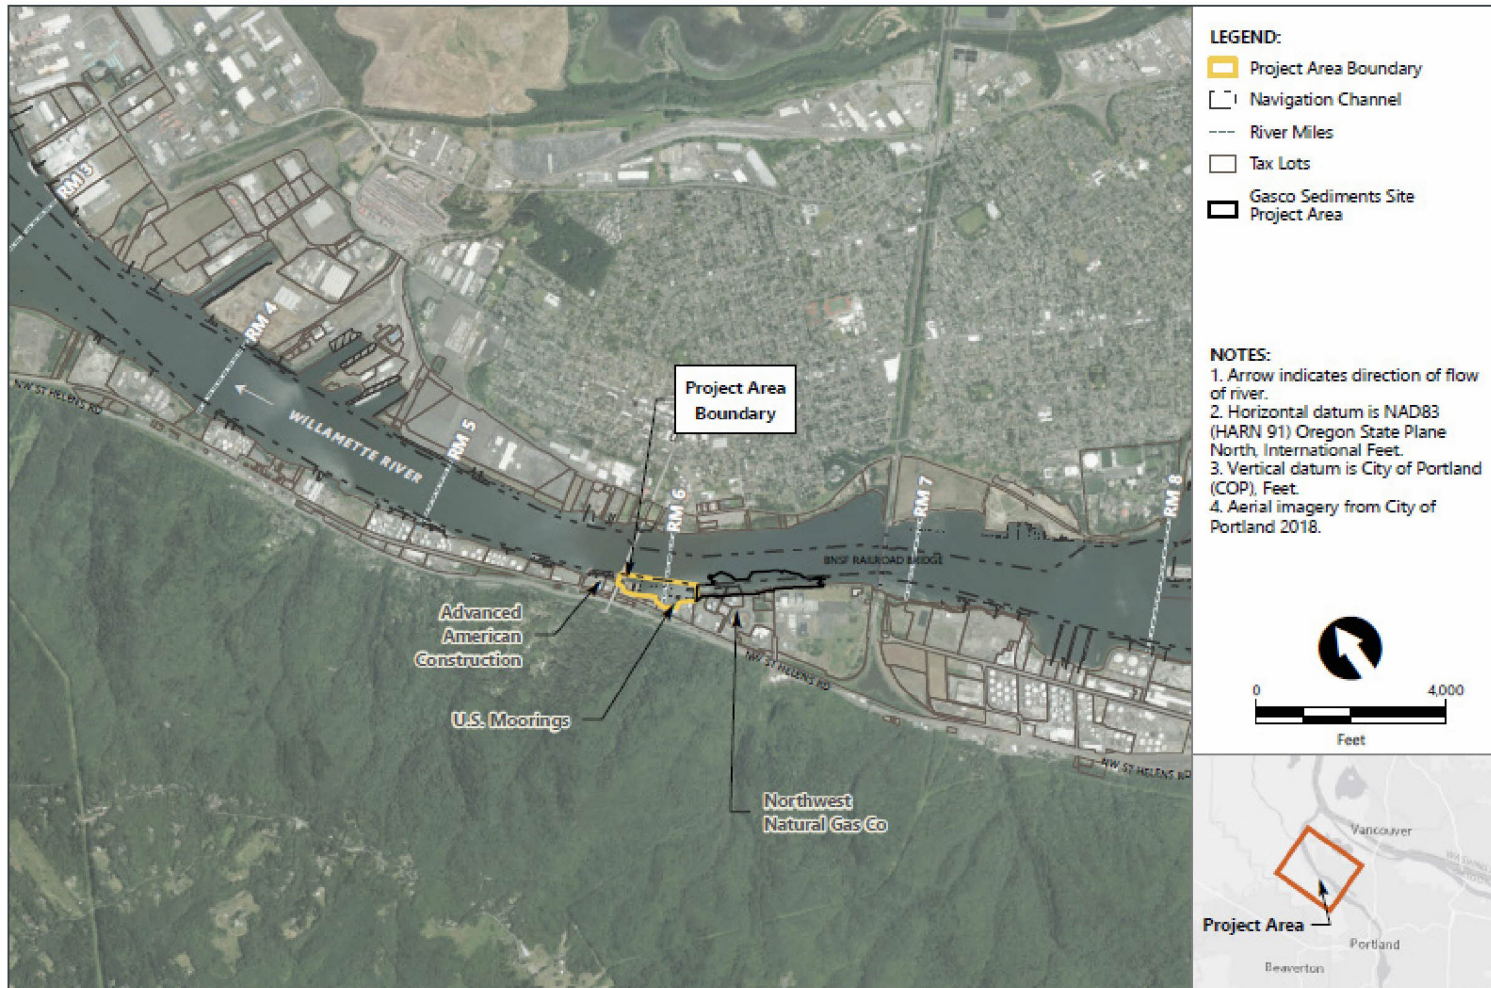 RM 3
RM 4
NW ST HELENS RD
WILLAMETTE RIVER
RM 5
Project Area
Boundary
RM 6
RM 7
RM 8
BNSF RAILROAD BRIDGE
Advanced
American
Construction
U.S. Moorings
NW ST HELENS RD
Northwest
Natural Gas Co
NW ST HELENS RD
LEGEND:
Project Area Boundary
Navigation Channel
River Miles
Tax Lots
Gasco Sediments Site
Project Area
NOTES:
1. Arrow indicates direction of flow
of river.
2. Horizontal datum is NAD83
(HARN 91) Oregon State Plane
North, International Feet.
3. Vertical datum is City of Portland
(COP), Feet.
4. Aerial imagery from City of
Portland 2018.
0 4,000
Feet
Vancouver
Project Area
Portland
Beaverton